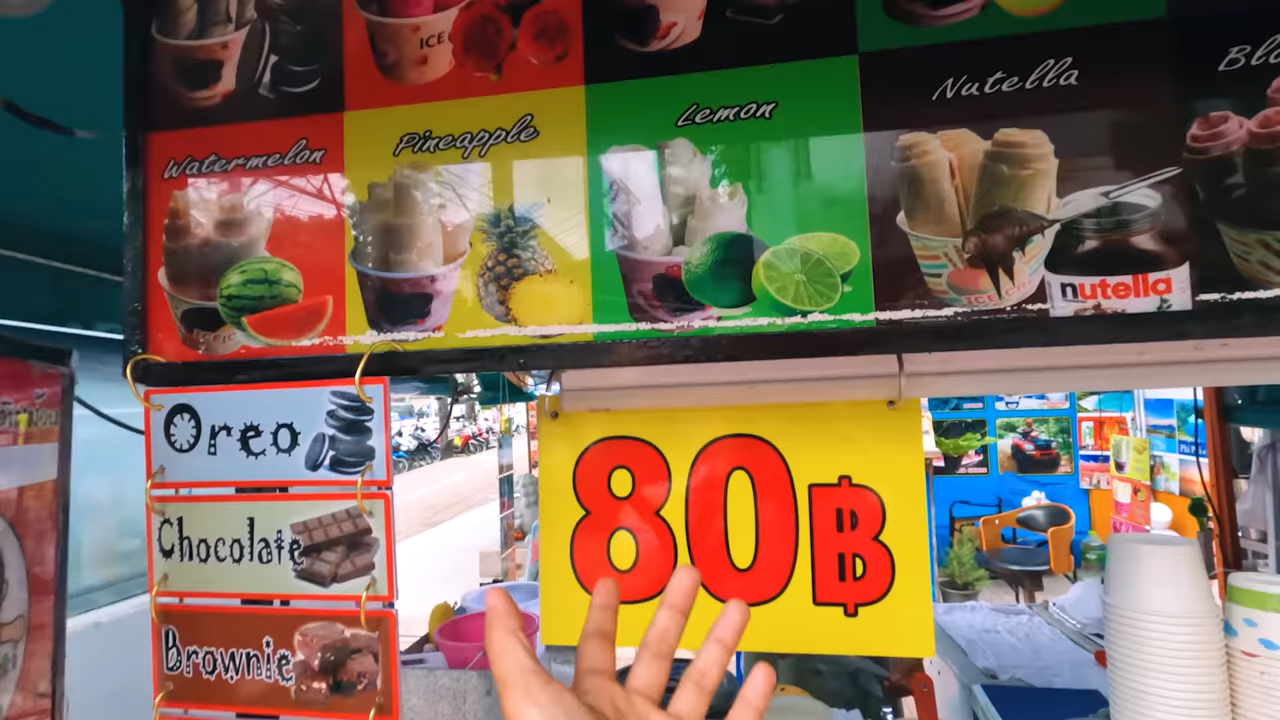 ICE
Watermelon
Pineapple
Lemon
Nutella
nutella
Oreo
Chocolate
Brownie
80฿